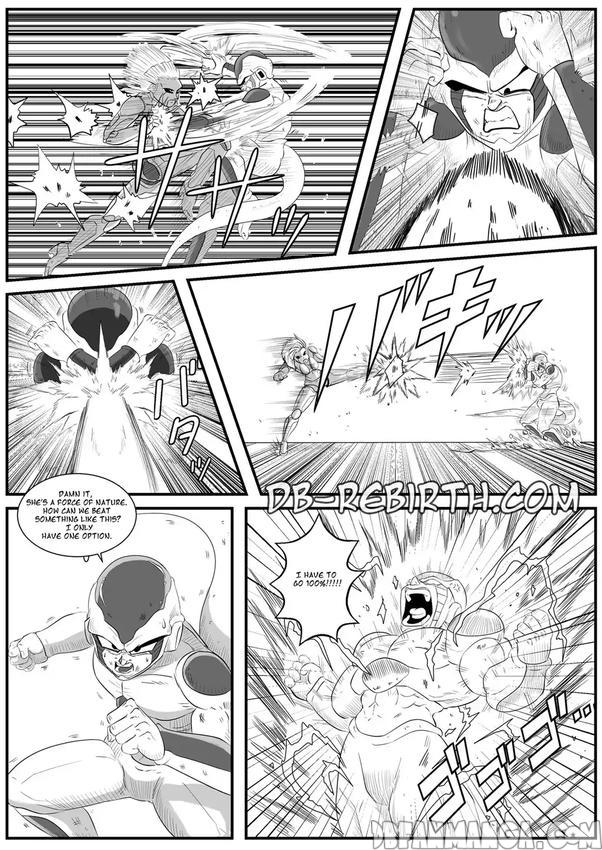 ザザザ
バキッ
バタッ
DB-REBIRTH.COM
DAMN IT,
SHE'S A FORCE OF NATURE.
HOW CAN WE BEAT
SOMETHING LIKE THIS?
I ONLY
HAVE ONE OPTION.
I HAVE TO
GO 100%!!!!!
ゴゴゴ...
DBFANMANGA.COM